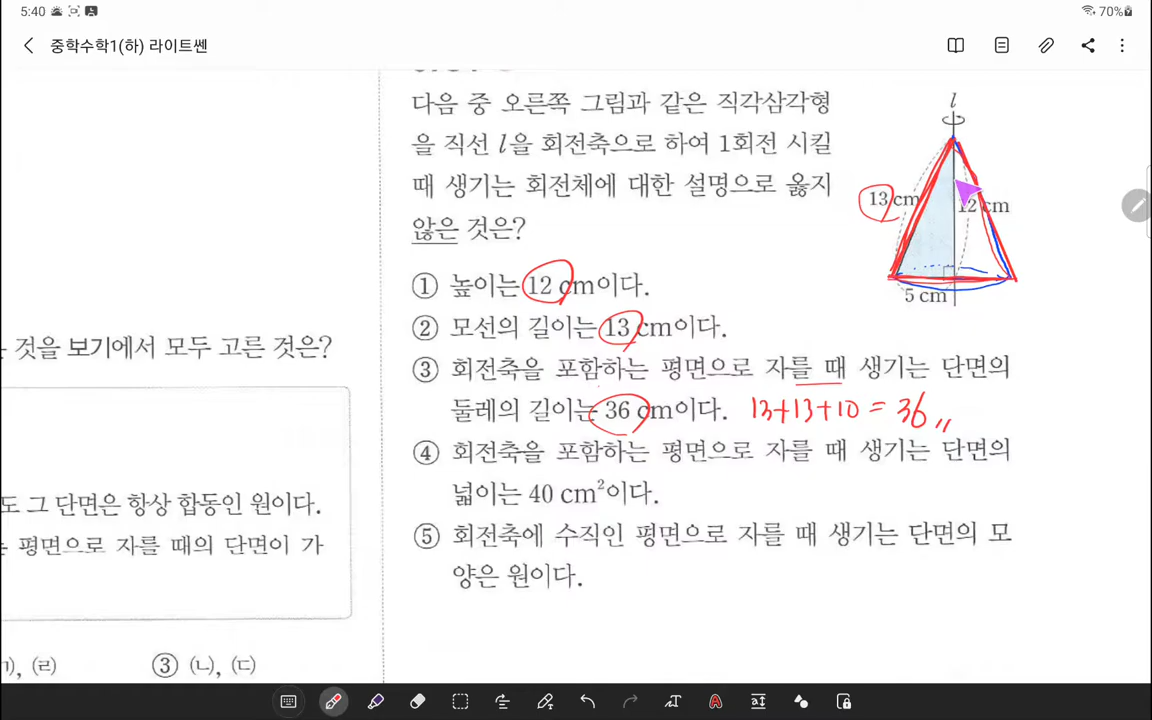 5:40
70%
중학수학1(하) 라이트쎈
다음 중 오른쪽 그림과 같은 직각삼각형
을 직선 l을 회전축으로 하여 1회전 시킬
때 생기는 회전체에 대한 설명으로 옳지
않은 것은?
l
13 cm
12 cm
5 cm
① 높이는 12 cm이다.
② 모선의 길이는 13 cm이다.
③ 회전축을 포함하는 평면으로 자를 때 생기는 단면의
둘레의 길이는 36 cm이다. 13+13+10 = 36
④ 회전축을 포함하는 평면으로 자를 때 생기는 단면의
넓이는 40 cm²이다.
⑤ 회전축에 수직인 평면으로 자를 때 생기는 단면의 모
양은 원이다.
것을 보기에서 모두 고른 것은?
도 그 단면은 항상 합동인 원이다.
평면으로 자를 때의 단면이 가
(ㄹ) ③ (ㄴ), (ㄷ)